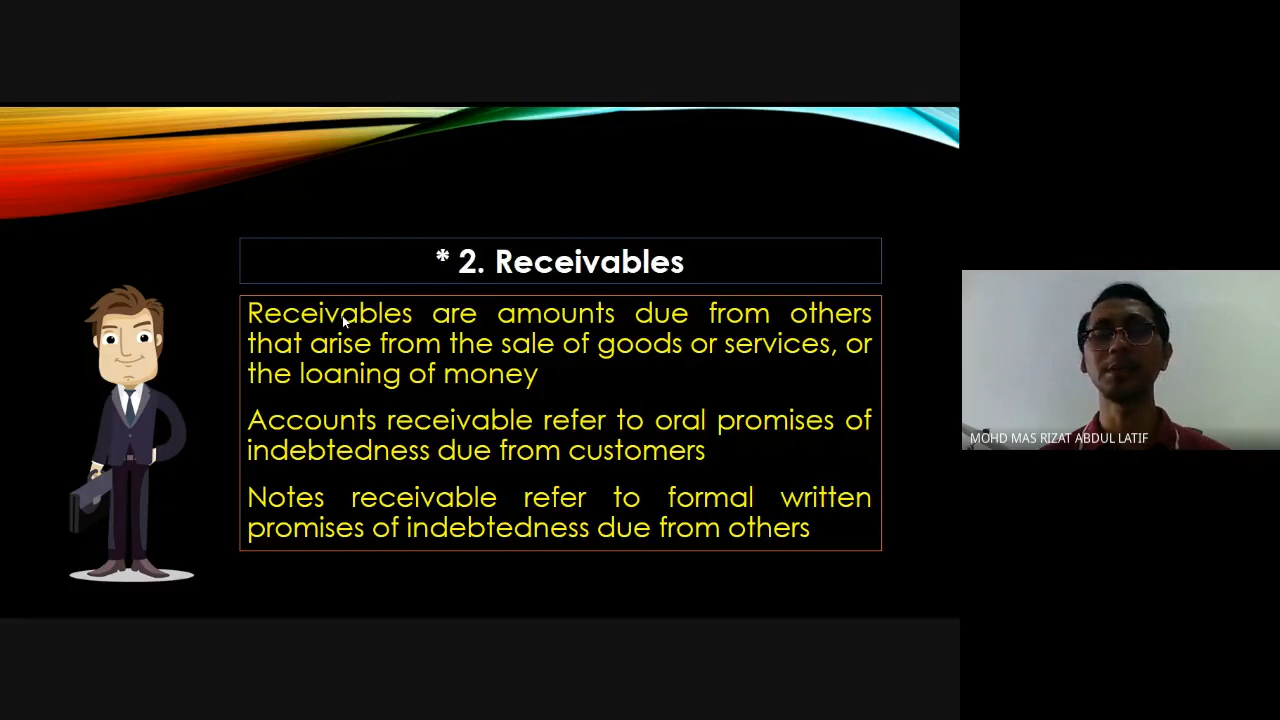 * 2. Receivables
Receivables are amounts due from others
that arise from the sale of goods or services, or
the loaning of money
Accounts receivable refer to oral promises of
indebtedness due from customers
Notes receivable refer to formal written
promises of indebtedness due from others
MOHD MAS RIZAT ABDUL LATIF